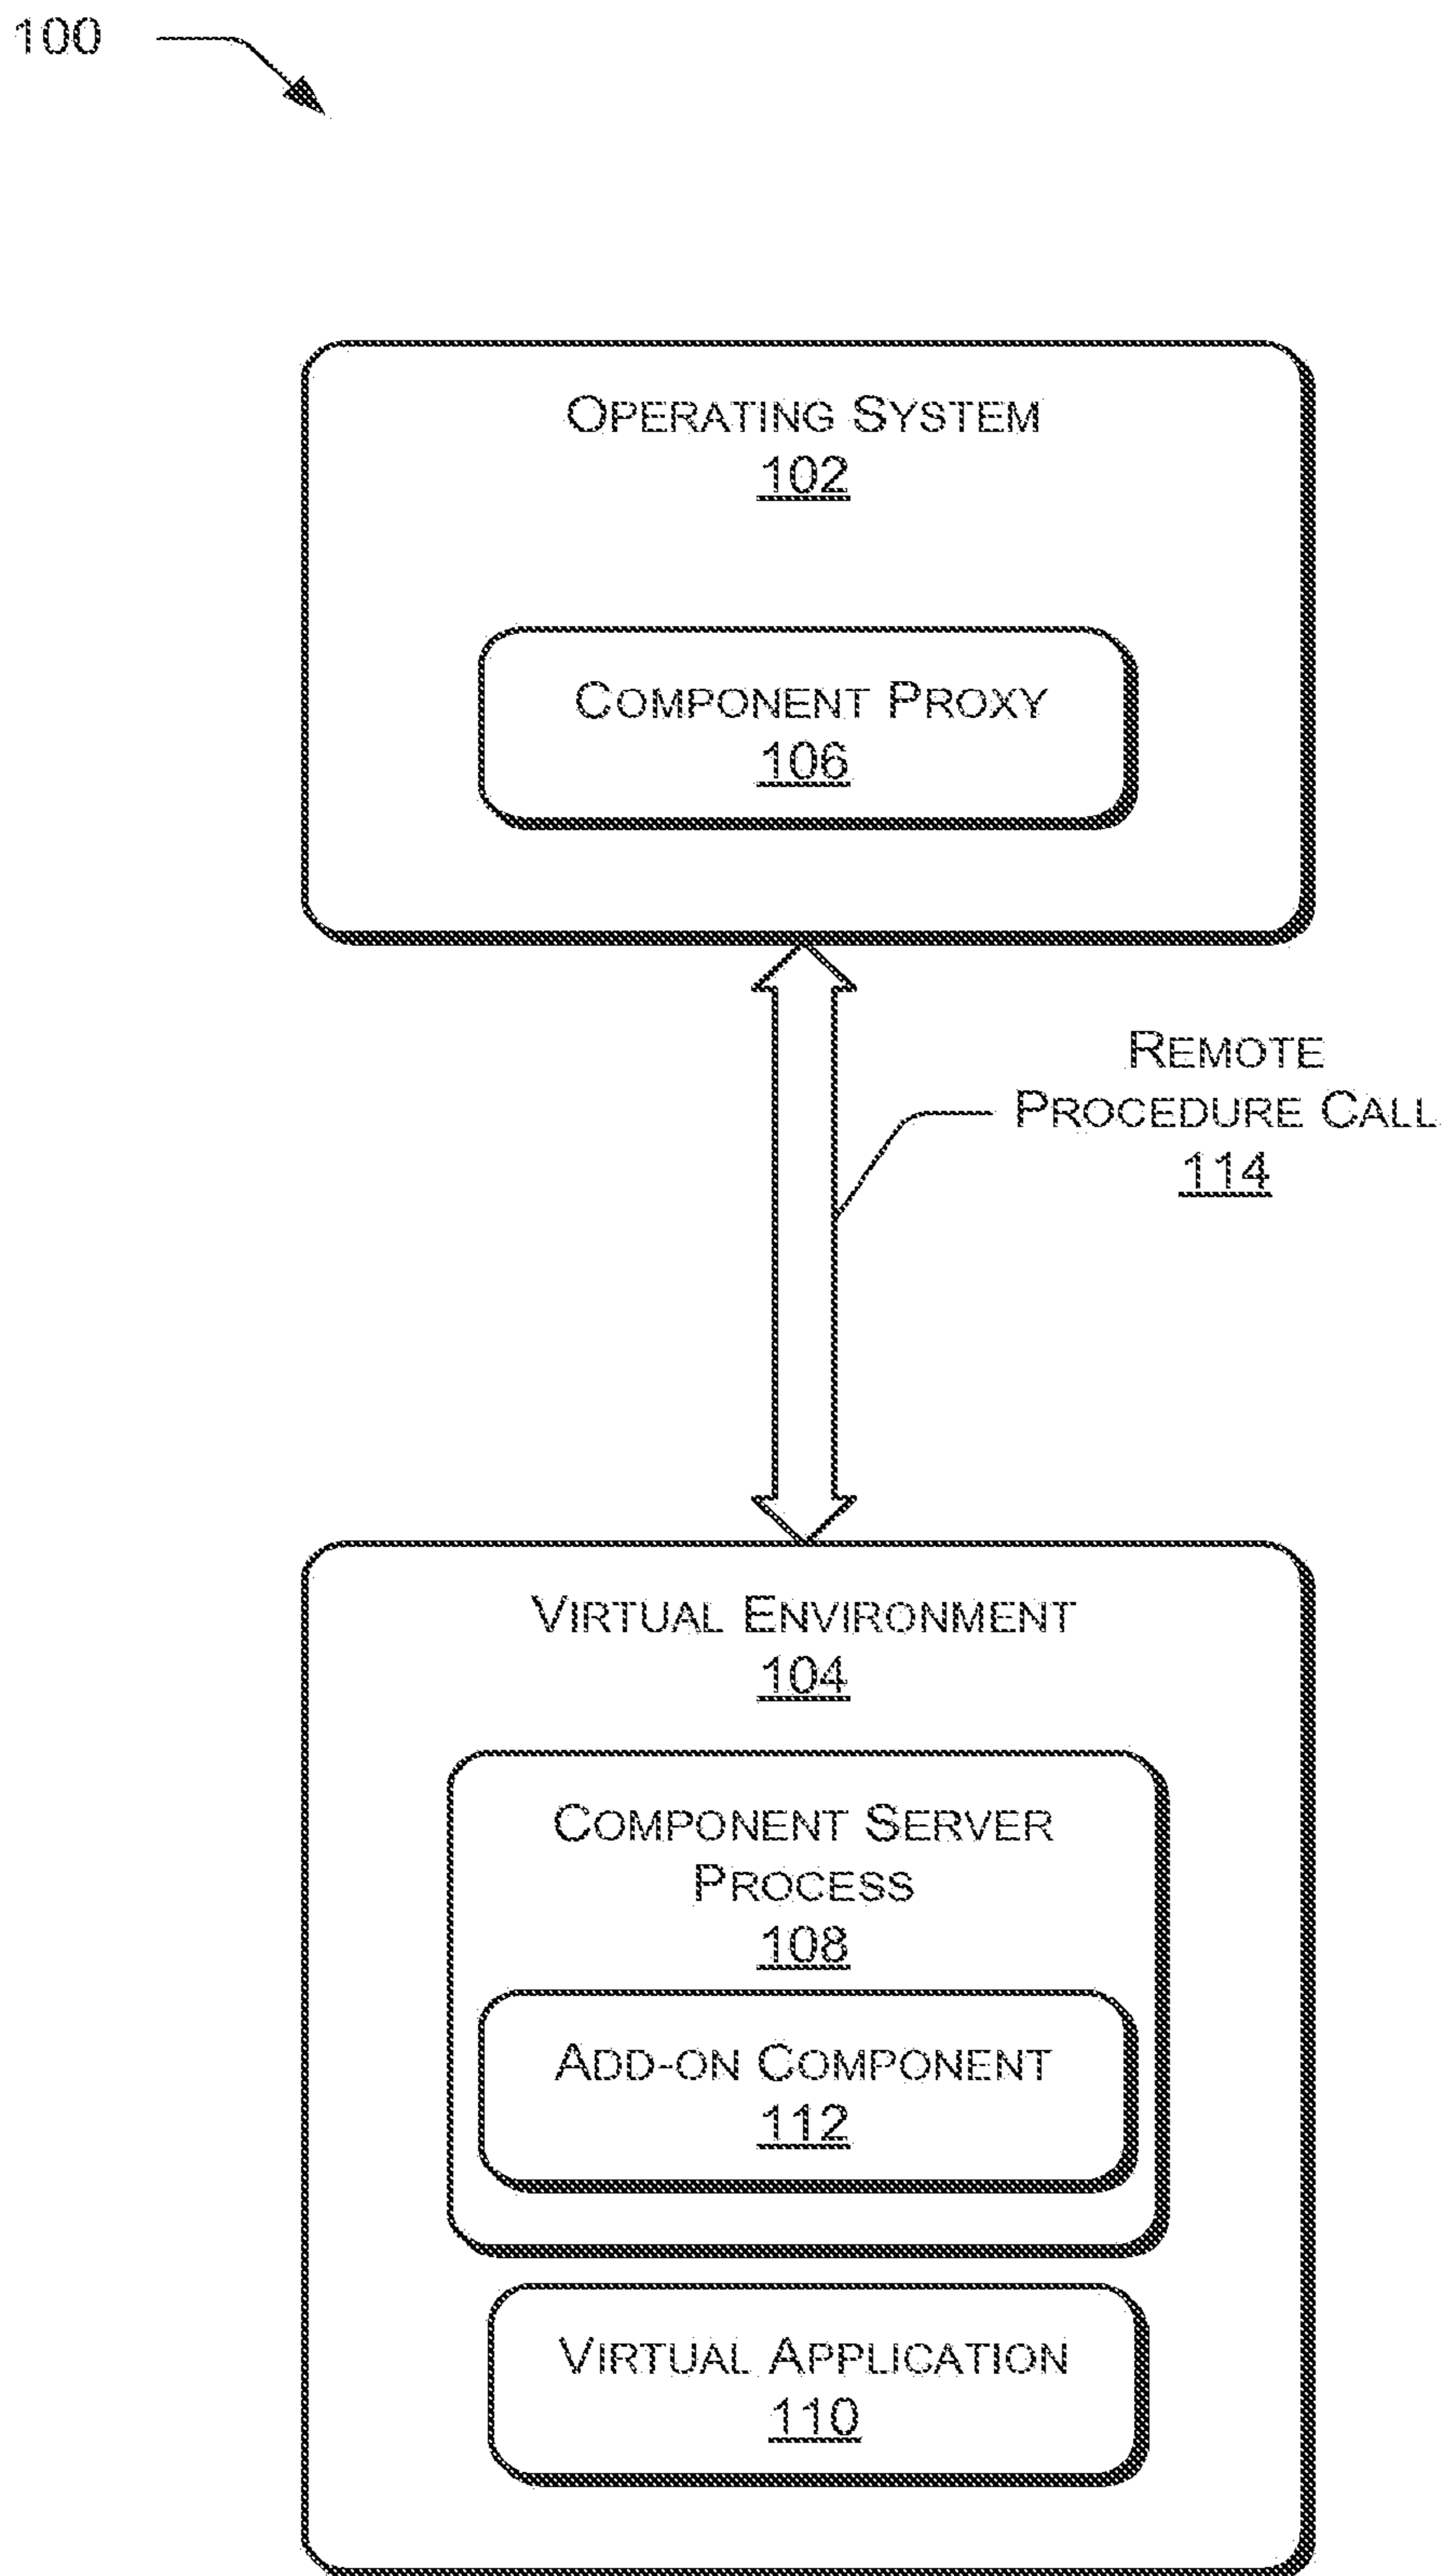 100
OPERATING SYSTEM
102
COMPONENT PROXY
106
REMOTE
PROCEDURE CALL
114
VIRTUAL ENVIRONMENT
104
COMPONENT SERVER
PROCESS
108
ADD-ON COMPONENT
112
VIRTUAL APPLICATION
110